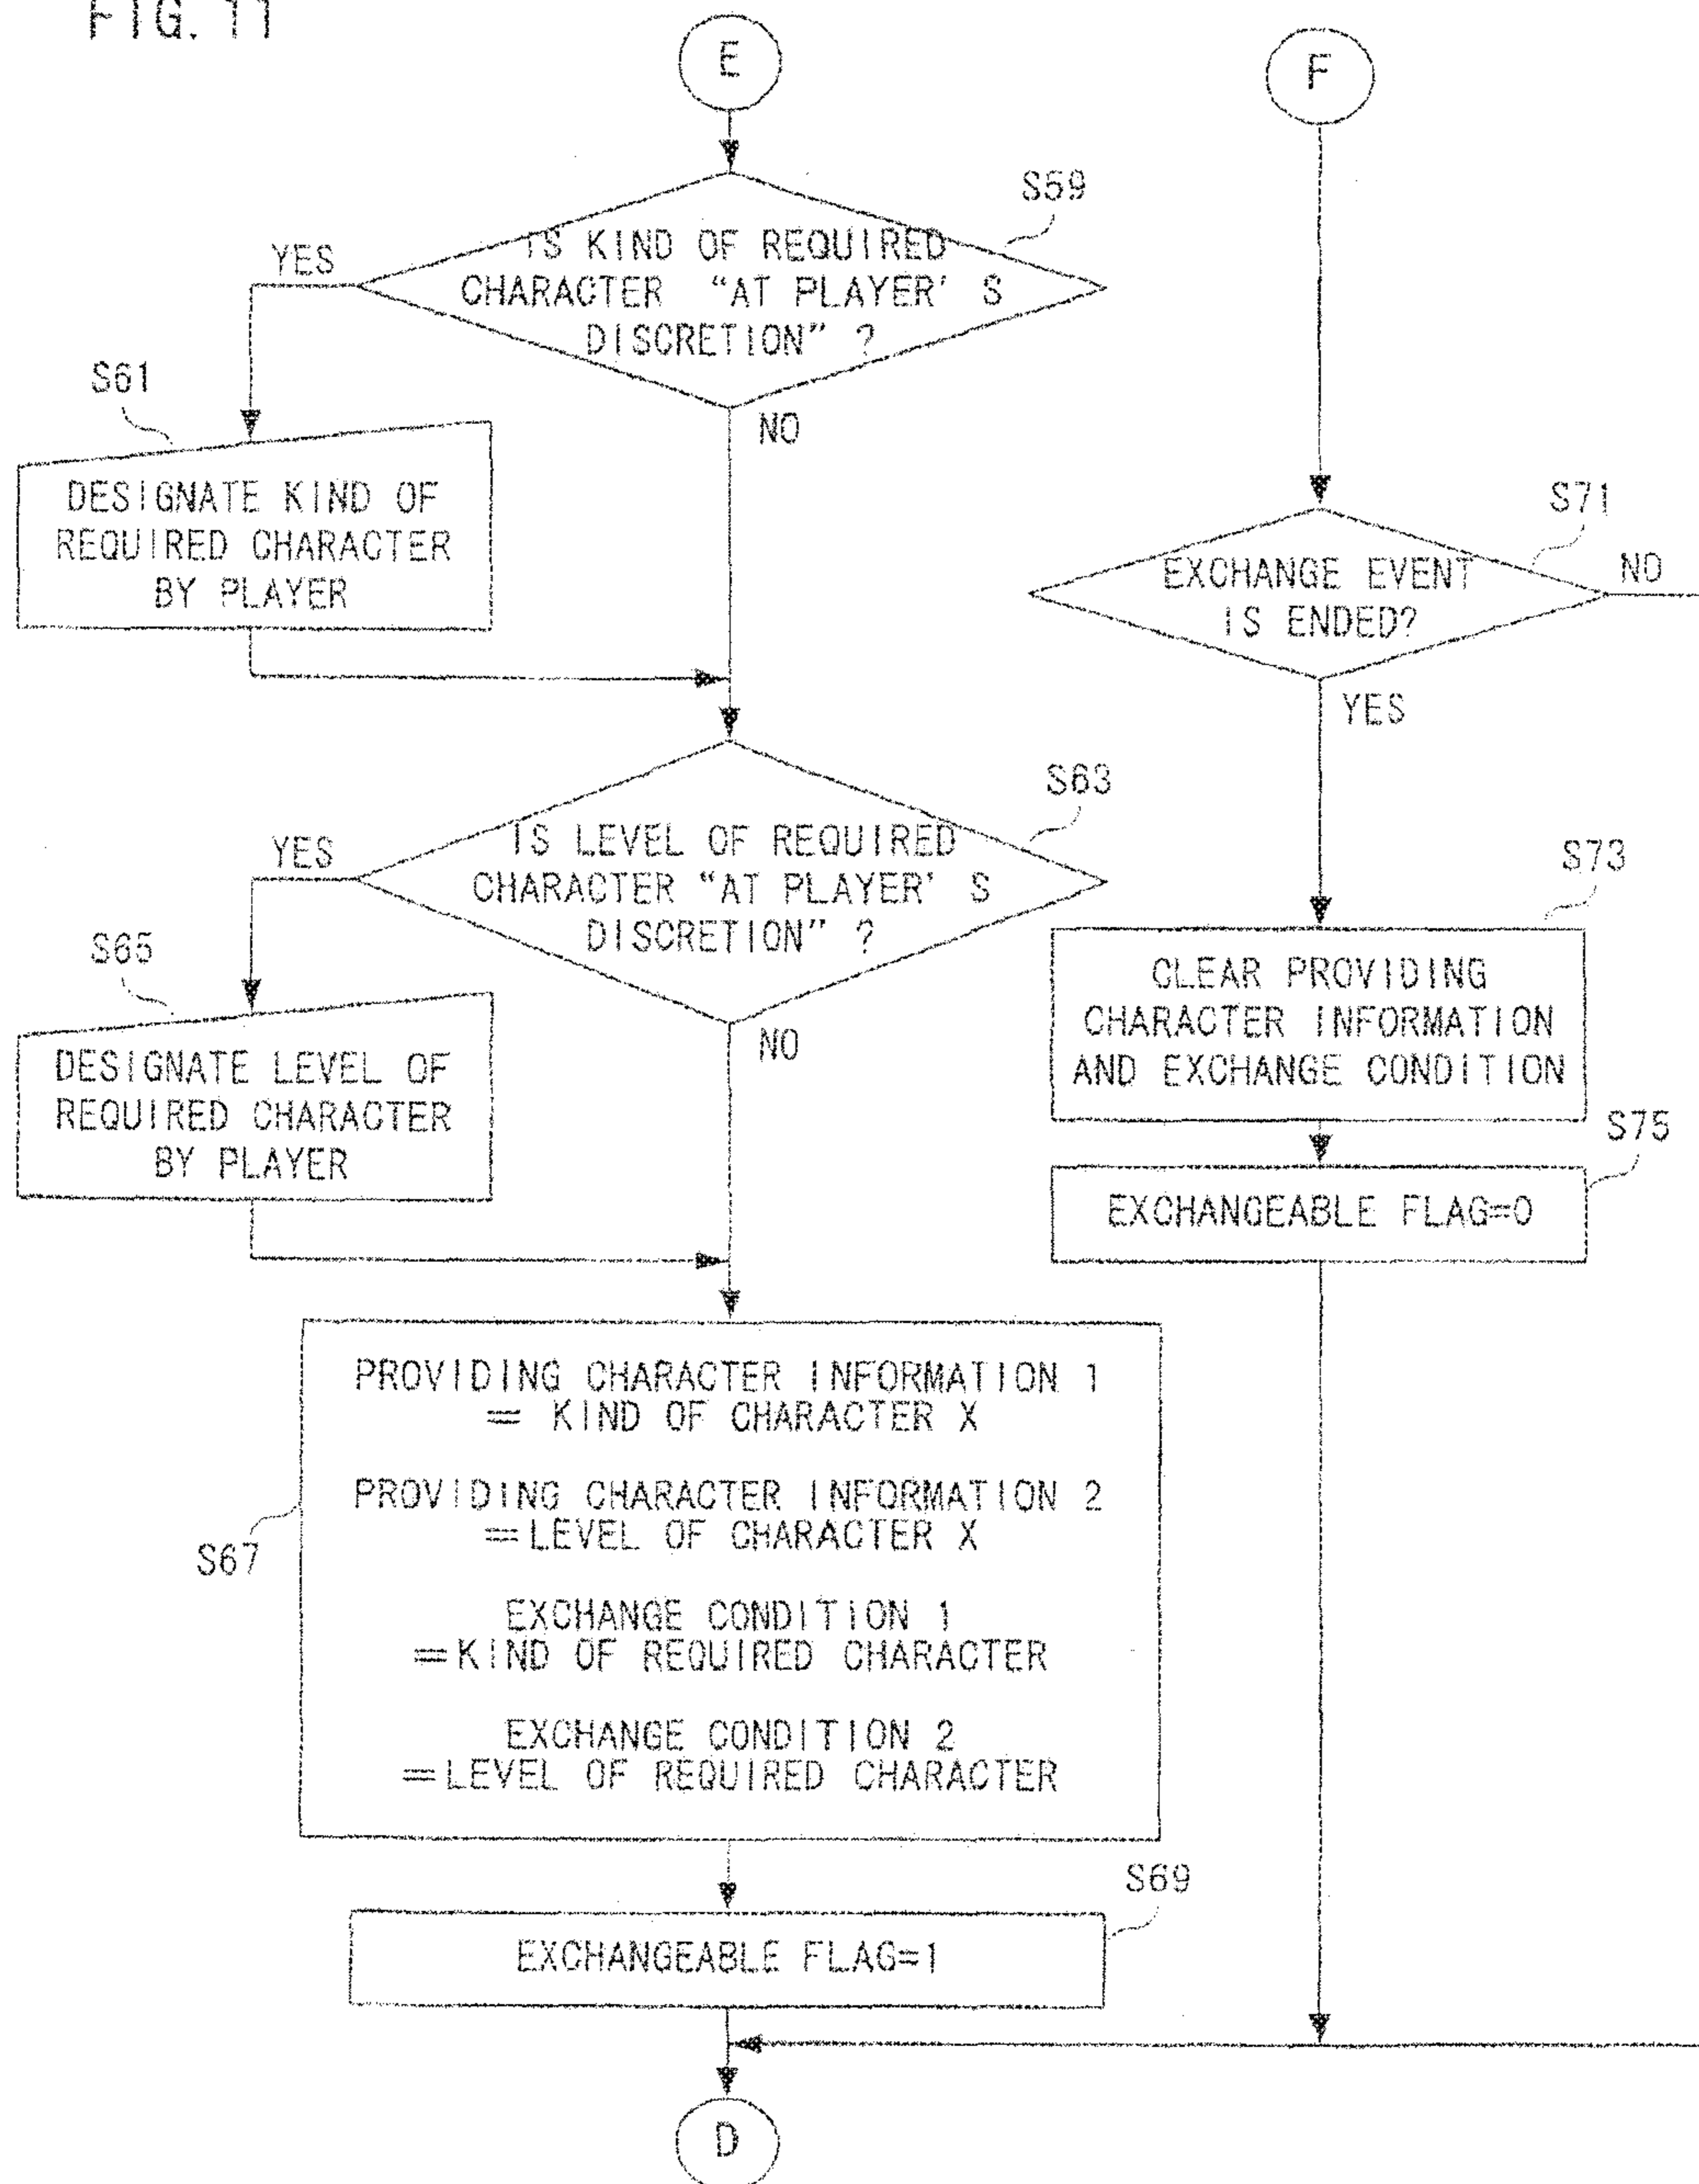 FIG. 11
E
F
S59
IS KIND OF REQUIRED
CHARACTER "AT PLAYER' S
DISCRETION" ?
YES
NO
S61
DESIGNATE KIND OF
REQUIRED CHARACTER
BY PLAYER
S71
EXCHANGE EVENT
IS ENDED?
NO
YES
S63
IS LEVEL OF REQUIRED
CHARACTER "AT PLAYER' S
DISCRETION" ?
YES
NO
S65
DESIGNATE LEVEL OF
REQUIRED CHARACTER
BY PLAYER
S73
CLEAR PROVIDING
CHARACTER INFORMATION
AND EXCHANGE CONDITION
S75
EXCHANGEABLE FLAG=0
S67
PROVIDING CHARACTER INFORMATION 1
= KIND OF CHARACTER X
PROVIDING CHARACTER INFORMATION 2
=LEVEL OF CHARACTER X
EXCHANGE CONDITION 1
=KIND OF REQUIRED CHARACTER
EXCHANGE CONDITION 2
=LEVEL OF REQUIRED CHARACTER
S69
EXCHANGEABLE FLAG=1
D